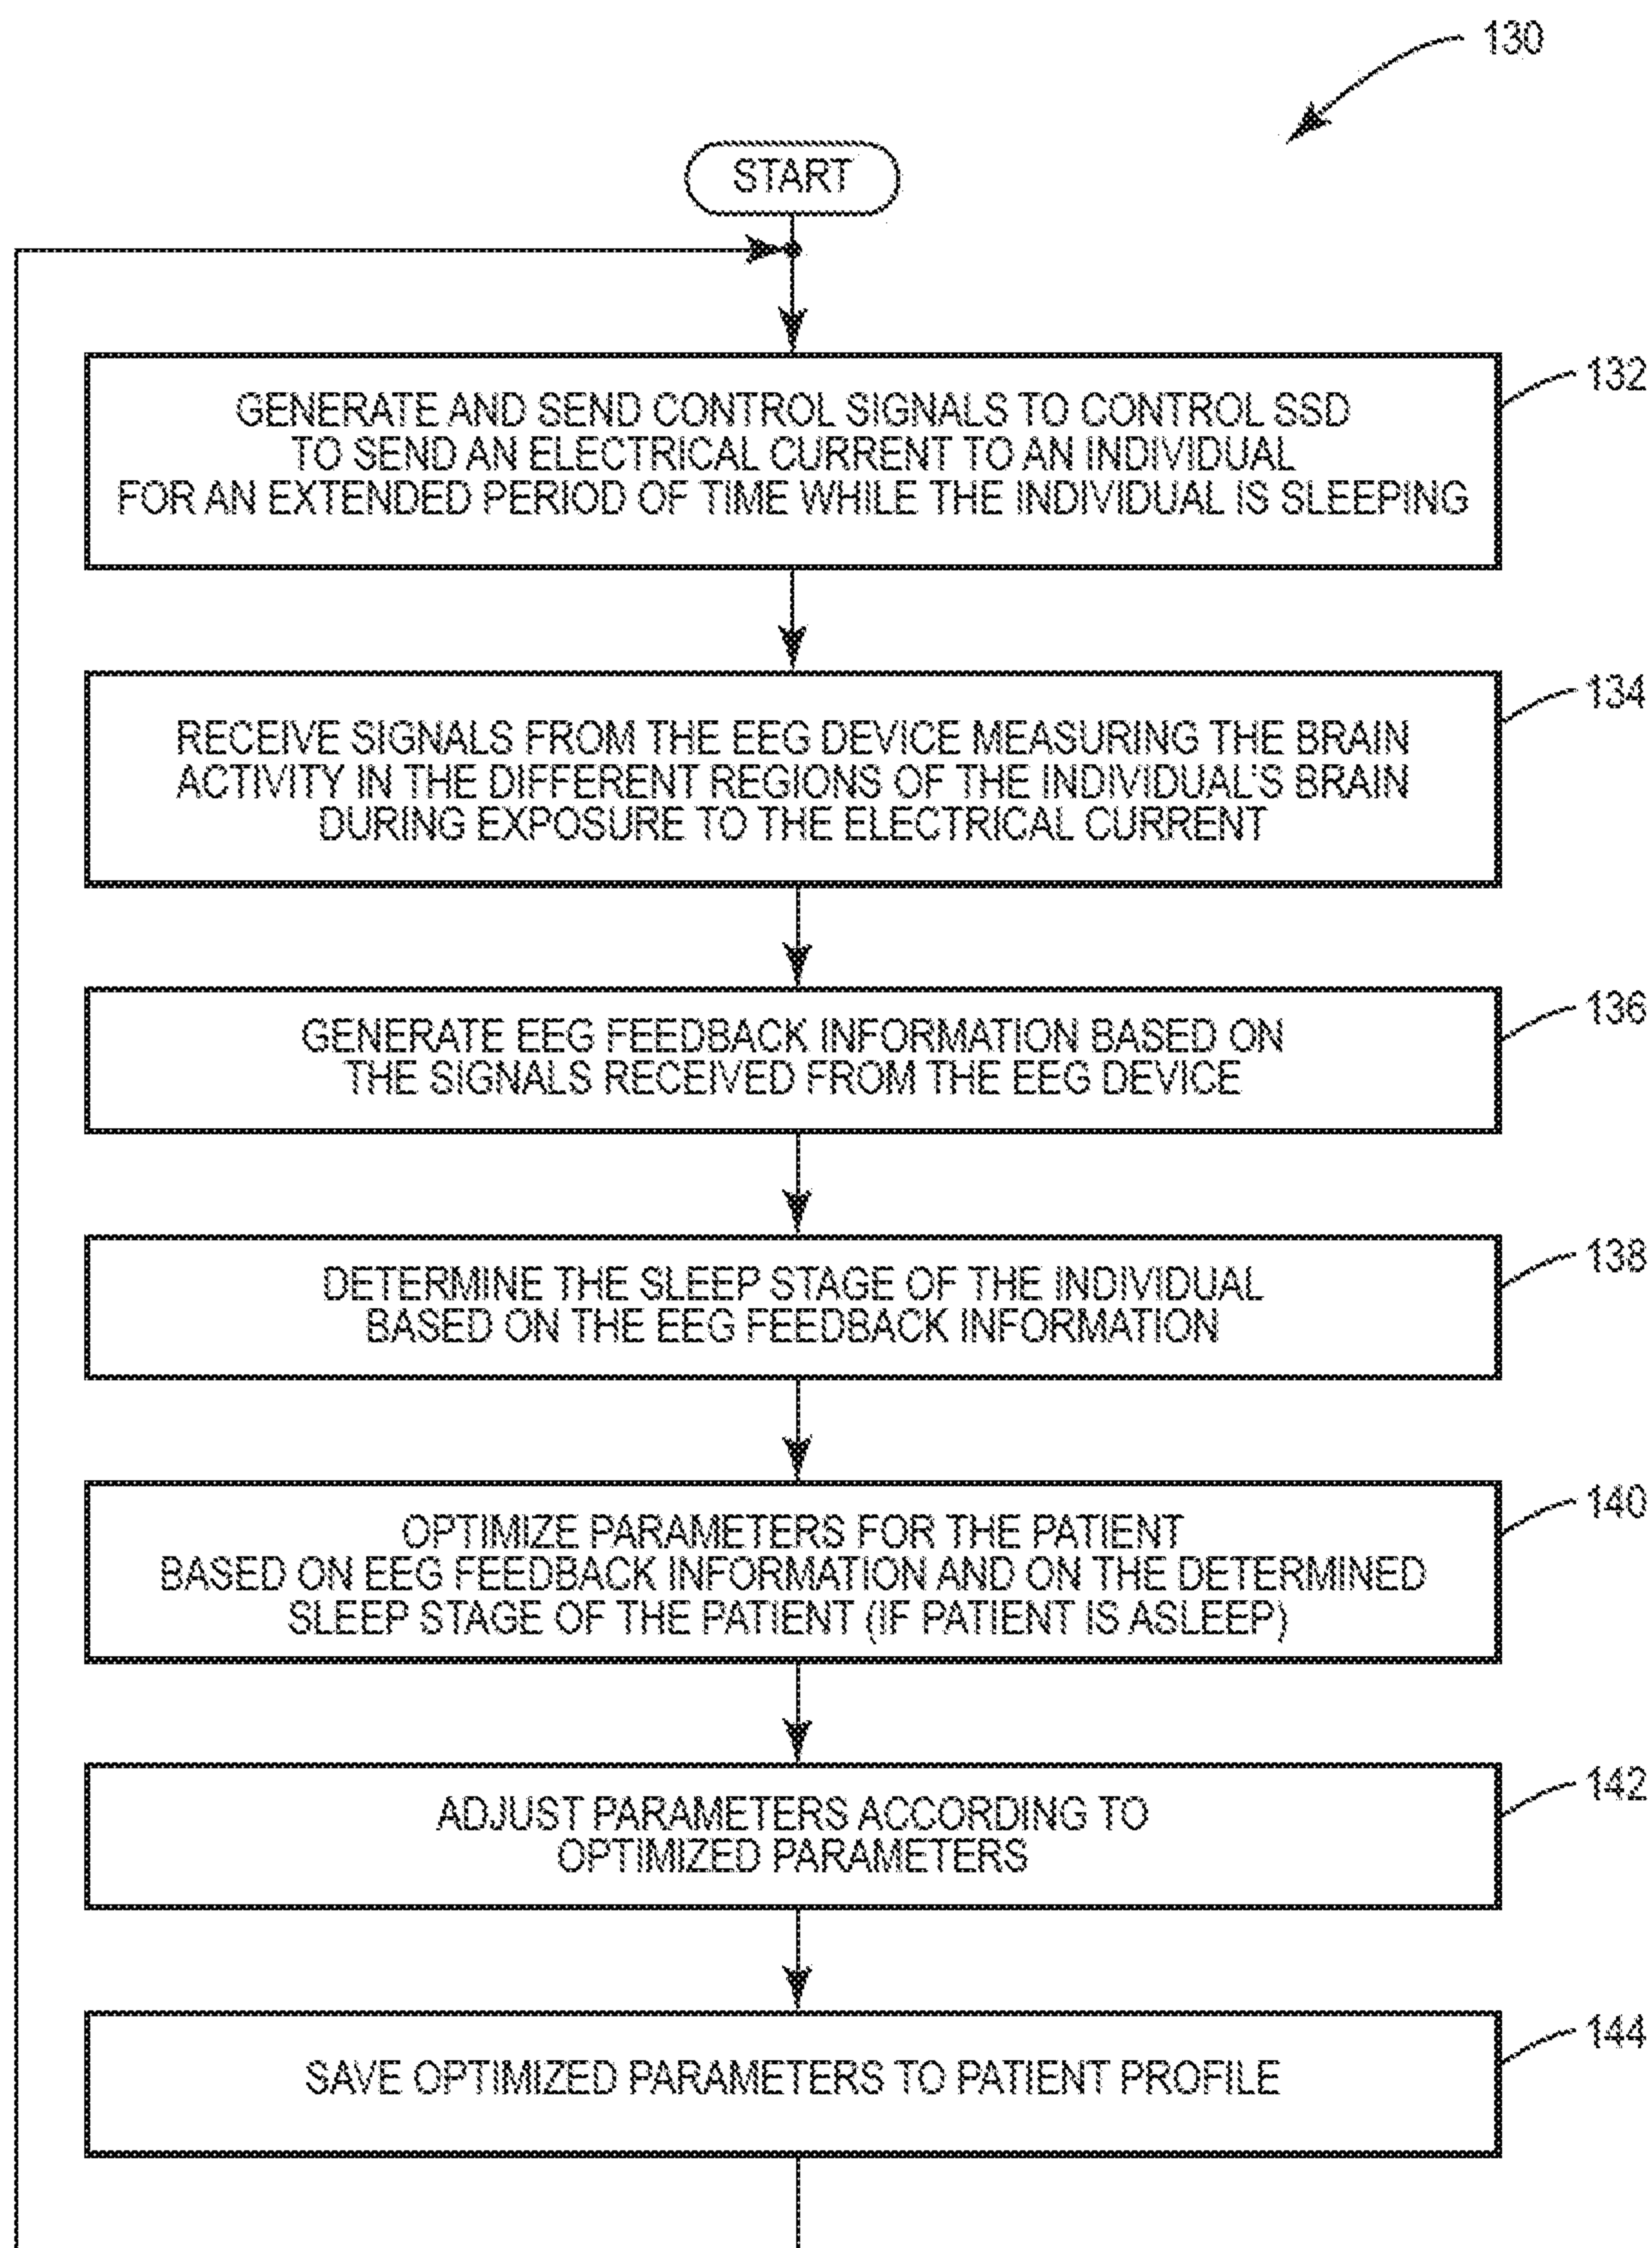 130
START
132
GENERATE AND SEND CONTROL SIGNALS TO CONTROL SSD
TO SEND AN ELECTRICAL CURRENT TO AN INDIVIDUAL
FOR AN EXTENDED PERIOD OF TIME WHILE THE INDIVIDUAL IS SLEEPING
134
RECEIVE SIGNALS FROM THE EEG DEVICE MEASURING THE BRAIN
ACTIVITY IN THE DIFFERENT REGIONS OF THE INDIVIDUAL'S BRAIN
DURING EXPOSURE TO THE ELECTRICAL CURRENT
136
GENERATE EEG FEEDBACK INFORMATION BASED ON
THE SIGNALS RECEIVED FROM THE EEG DEVICE
138
DETERMINE THE SLEEP STAGE OF THE INDIVIDUAL
BASED ON THE EEG FEEDBACK INFORMATION
140
OPTIMIZE PARAMETERS FOR THE PATIENT
BASED ON EEG FEEDBACK INFORMATION AND ON THE DETERMINED
SLEEP STAGE OF THE PATIENT (IF PATIENT IS ASLEEP)
142
ADJUST PARAMETERS ACCORDING TO
OPTIMIZED PARAMETERS
144
SAVE OPTIMIZED PARAMETERS TO PATIENT PROFILE